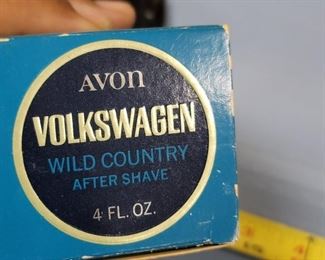 AVON
VOLKSWAGEN
WILD COUNTRY
AFTER SHAVE
4 FL. OZ.